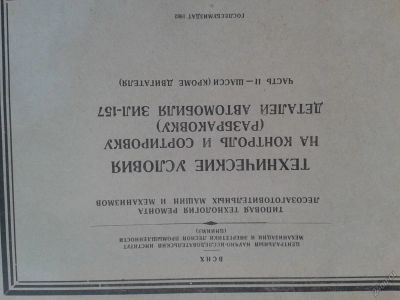 ВСНХ
ЦЕНТРАЛЬНЫЙ НАУЧНО-ИССЛЕДОВАТЕЛЬСКИЙ ИНСТИТУТ
МЕХАНИЗАЦИИ И ЭНЕРГЕТИКИ ЛЕСНОЙ ПРОМЫШЛЕННОСТИ
(ЦНИИМЭ)
ТИПОВАЯ ТЕХНОЛОГИЯ РЕМОНТА
ЛЕСОЗАГОТОВИТЕЛЬНЫХ МАШИН И МЕХАНИЗМОВ
ТЕХНИЧЕСКИЕ УСЛОВИЯ
НА КОНТРОЛЬ И СОРТИРОВКУ
(РАЗБРАКОВКУ)
ДЕТАЛЕЙ АВТОМОБИЛЯ ЗИЛ-157
ЧАСТЬ II — ШАССИ (КРОМЕ ДВИГАТЕЛЯ)
ГОСЛЕСБУМИЗДАТ 1962